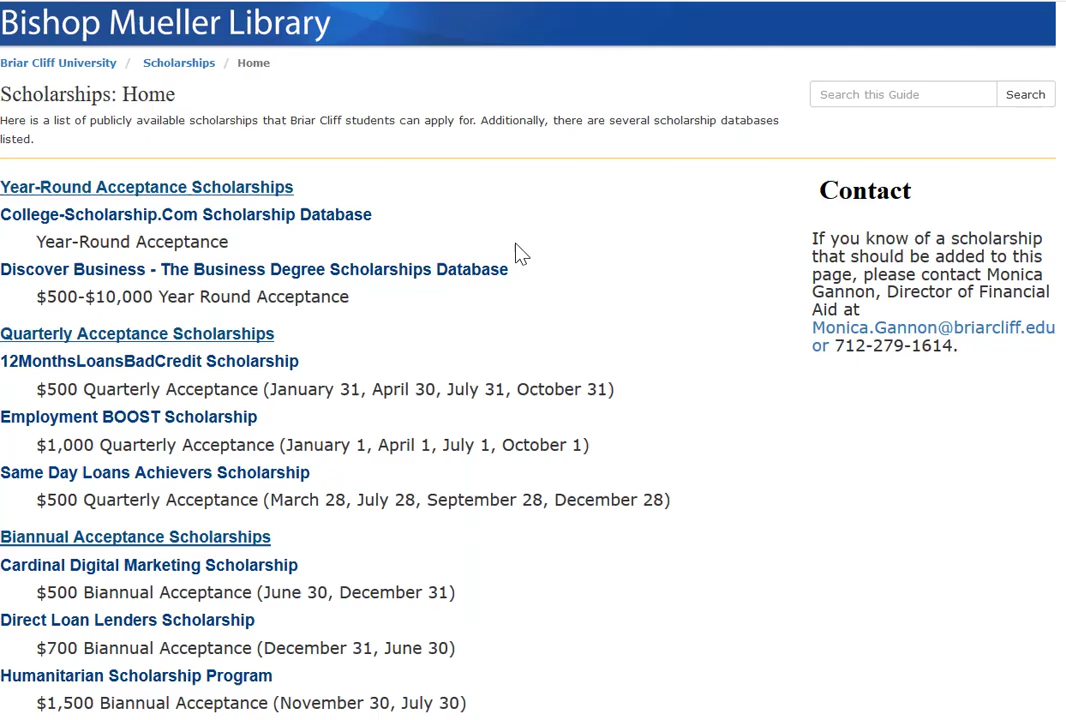 Bishop Mueller Library
Briar Cliff University / Scholarships / Home
Scholarships: Home
Search this Guide Search
Here is a list of publicly available scholarships that Briar Cliff students can apply for. Additionally, there are several scholarship databases
listed.
Year-Round Acceptance Scholarships
College-Scholarship.Com Scholarship Database
Year-Round Acceptance
Discover Business - The Business Degree Scholarships Database
$500-$10,000 Year Round Acceptance
Quarterly Acceptance Scholarships
12MonthsLoansBadCredit Scholarship
$500 Quarterly Acceptance (January 31, April 30, July 31, October 31)
Employment BOOST Scholarship
$1,000 Quarterly Acceptance (January 1, April 1, July 1, October 1)
Same Day Loans Achievers Scholarship
$500 Quarterly Acceptance (March 28, July 28, September 28, December 28)
Biannual Acceptance Scholarships
Cardinal Digital Marketing Scholarship
$500 Biannual Acceptance (June 30, December 31)
Direct Loan Lenders Scholarship
$700 Biannual Acceptance (December 31, June 30)
Humanitarian Scholarship Program
$1,500 Biannual Acceptance (November 30, July 30)
Contact
If you know of a scholarship
that should be added to this
page, please contact Monica
Gannon, Director of Financial
Aid at
Monica.Gannon@briarcliff.edu
or 712-279-1614.